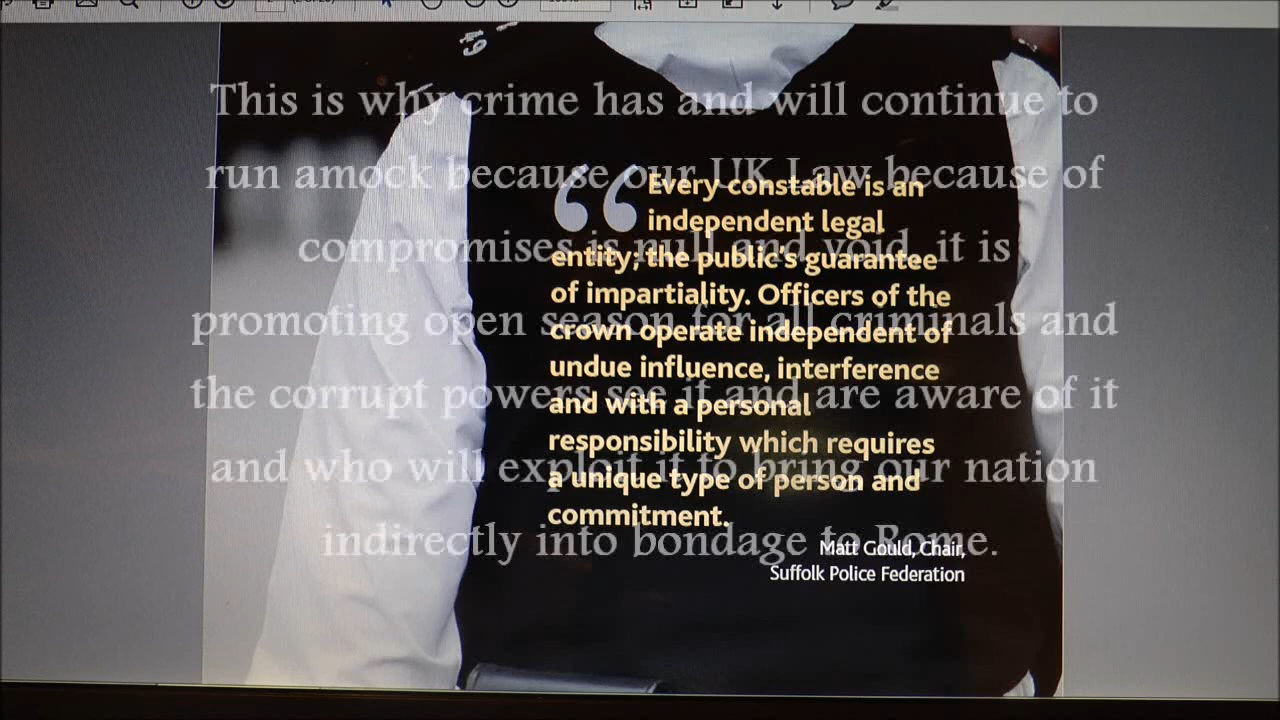 This is why crime has and will continue to
run amock because our UK Law because of
compromises is null and void, it is
promoting open season for all criminals and
the corrupt powers see it and are aware of it
and who will exploit it to bring our nation
indirectly into bondage to Rome.
“Every constable is an
independent legal
entity; the public's guarantee
of impartiality. Officers of the
crown operate independent of
undue influence, interference
and with a personal
responsibility which requires
a unique type of person and
commitment.
Matt Gould, Chair,
Suffolk Police Federation